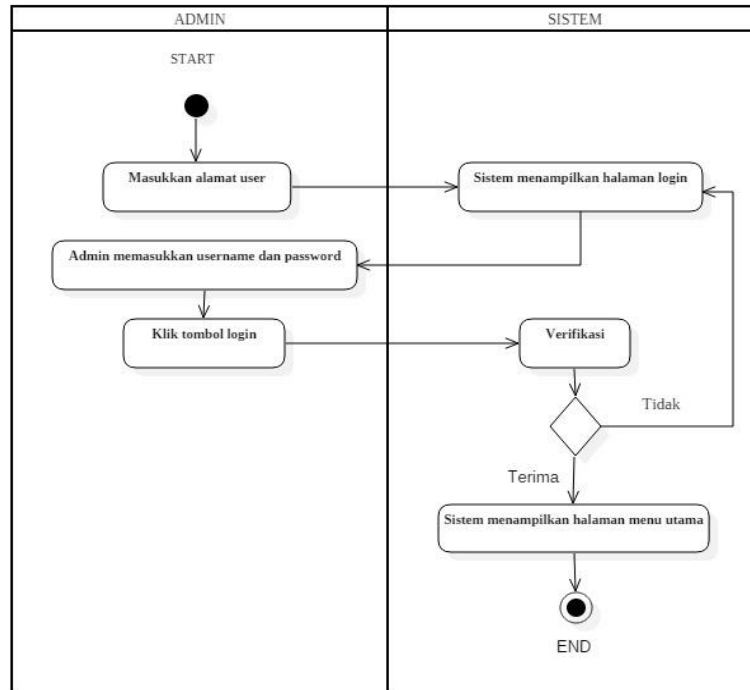 ADMIN
SISTEM
START
Masukkan alamat user
Sistem menampilkan halaman login
Admin memasukkan username dan password
Klik tombol login
Verifikasi
Tidak
Terima
Sistem menampilkan halaman menu utama
END